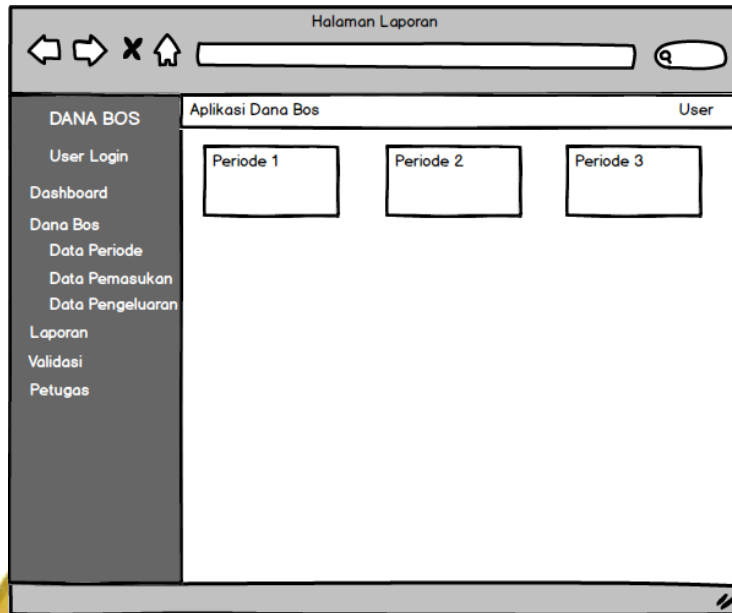 Halaman Laporan
DANA BOS
User Login
Dashboard
Dana Bos
Data Periode
Data Pemasukan
Data Pengeluaran
Laporan
Validasi
Petugas
Aplikasi Dana Bos
User
Periode 1
Periode 2
Periode 3